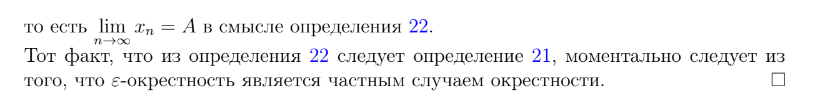 то есть lim x_n = A в смысле определения 22.
n→∞
Тот факт, что из определения 22 следует определение 21, моментально следует из
того, что ε-окрестность является частным случаем окрестности. □